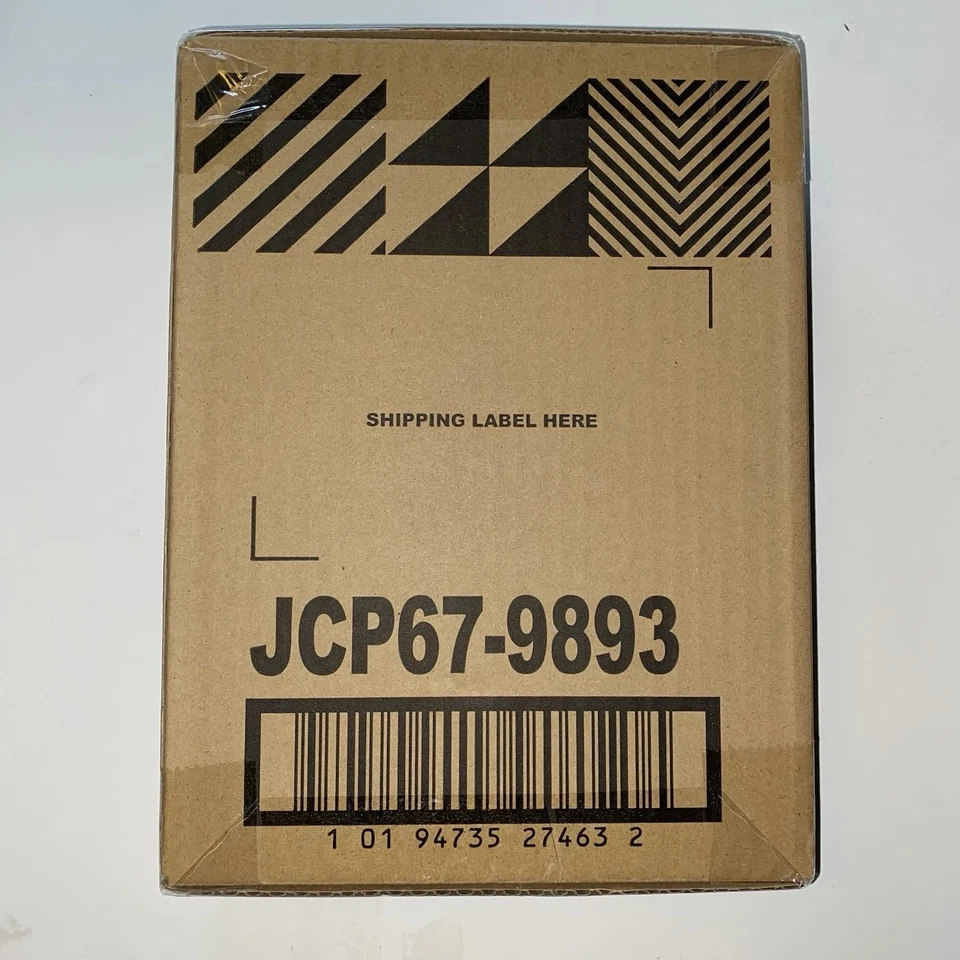 SHIPPING LABEL HERE
JCP67-9893
1 01 94735 27463 2